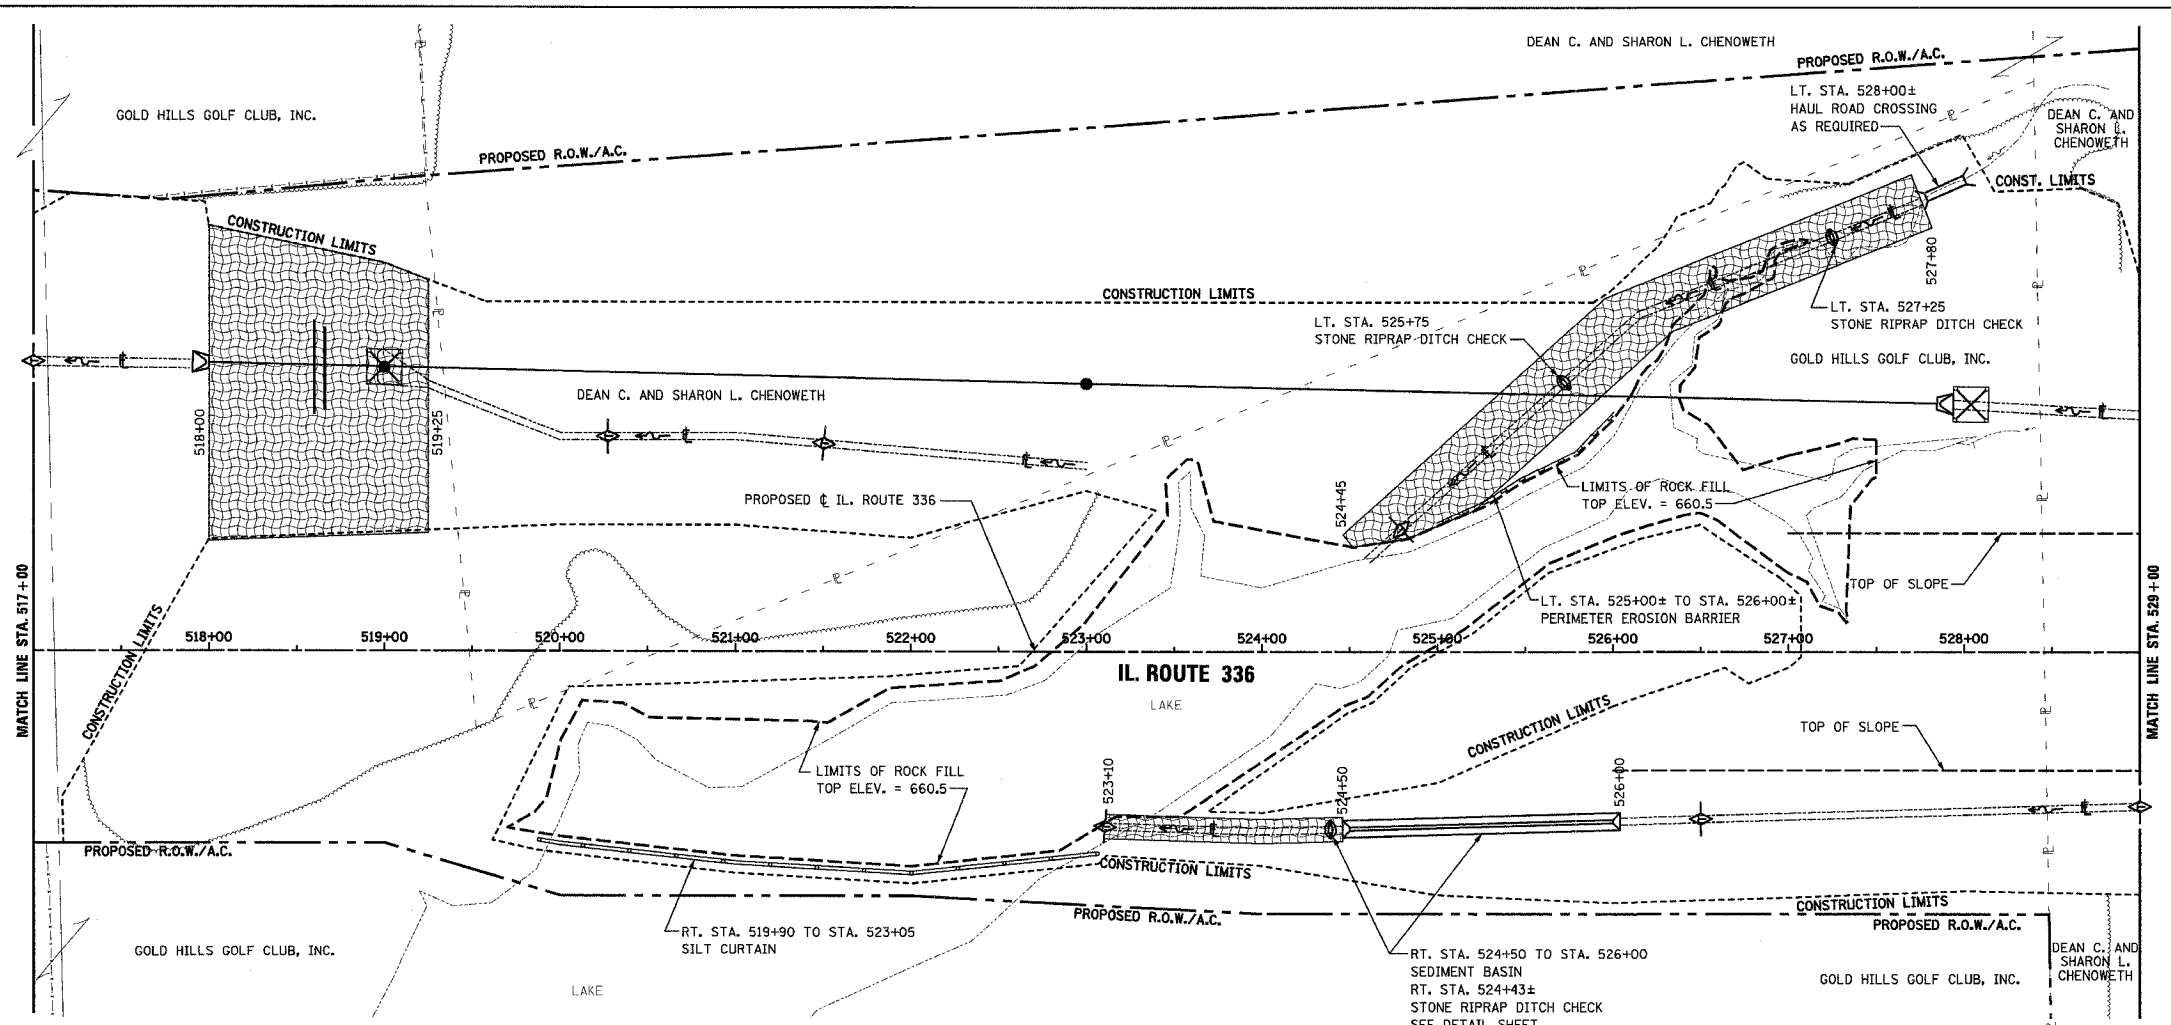 DEAN C. AND SHARON L. CHENOWETH
PROPOSED R.O.W./A.C.
LT. STA. 528+00±
HAUL ROAD CROSSING
AS REQUIRED
GOLD HILLS GOLF CLUB, INC.
DEAN C. AND
SHARON L.
CHENOWETH
PROPOSED R.O.W./A.C.
CONST. LIMITS
CONSTRUCTION LIMITS
527+80
CONSTRUCTION LIMITS
LT. STA. 525+75
STONE RIPRAP DITCH CHECK
LT. STA. 527+25
STONE RIPRAP DITCH CHECK
GOLD HILLS GOLF CLUB, INC.
DEAN C. AND SHARON L. CHENOWETH
518+00
519+25
524+45
PROPOSED ℄ IL. ROUTE 336
LIMITS OF ROCK FILL
TOP ELEV. = 660.5
TOP OF SLOPE
LT. STA. 525+00± TO STA. 526+00±
PERIMETER EROSION BARRIER
MATCH LINE STA. 517+00
CONSTRUCTION LIMITS
518+00
519+00
520+00
521+00
522+00
523+00
524+00
525+00
526+00
527+00
528+00
MATCH LINE STA. 529+00
IL. ROUTE 336
LAKE
CONSTRUCTION LIMITS
TOP OF SLOPE
LIMITS OF ROCK FILL
TOP ELEV. = 660.5
523+10
524+50
526+00
PROPOSED R.O.W./A.C.
CONSTRUCTION LIMITS
CONSTRUCTION LIMITS
PROPOSED R.O.W./A.C.
PROPOSED R.O.W./A.C.
RT. STA. 519+90 TO STA. 523+05
SILT CURTAIN
GOLD HILLS GOLF CLUB, INC.
RT. STA. 524+50 TO STA. 526+00
SEDIMENT BASIN
RT. STA. 524+43±
STONE RIPRAP DITCH CHECK
SEE DETAIL SHEET
DEAN C. AND
SHARON L.
CHENOWETH
GOLD HILLS GOLF CLUB, INC.
LAKE